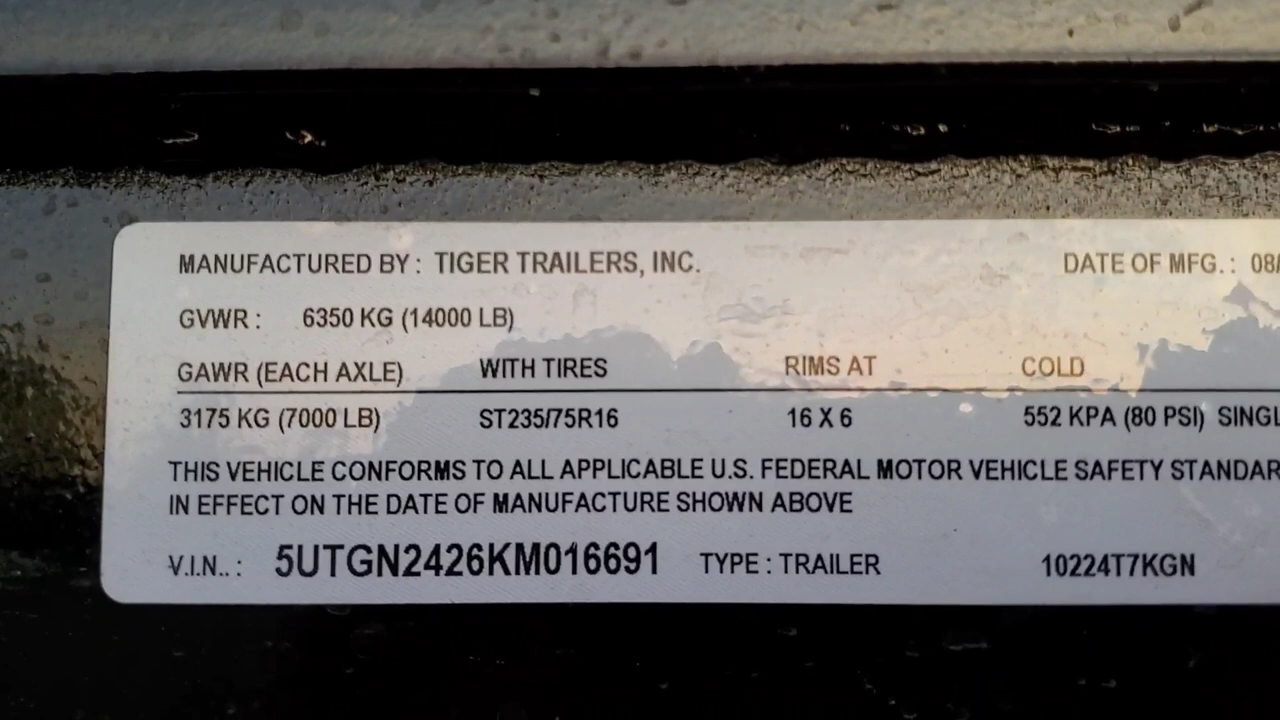 MANUFACTURED BY : TIGER TRAILERS, INC. DATE OF MFG. : 08/
GVWR : 6350 KG (14000 LB)
GAWR (EACH AXLE) WITH TIRES RIMS AT COLD
3175 KG (7000 LB) ST235/75R16 16 X 6 552 KPA (80 PSI) SINGL
THIS VEHICLE CONFORMS TO ALL APPLICABLE U.S. FEDERAL MOTOR VEHICLE SAFETY STANDAR
IN EFFECT ON THE DATE OF MANUFACTURE SHOWN ABOVE
V.I.N.. : 5UTGN2426KM016691 TYPE : TRAILER 10224T7KGN